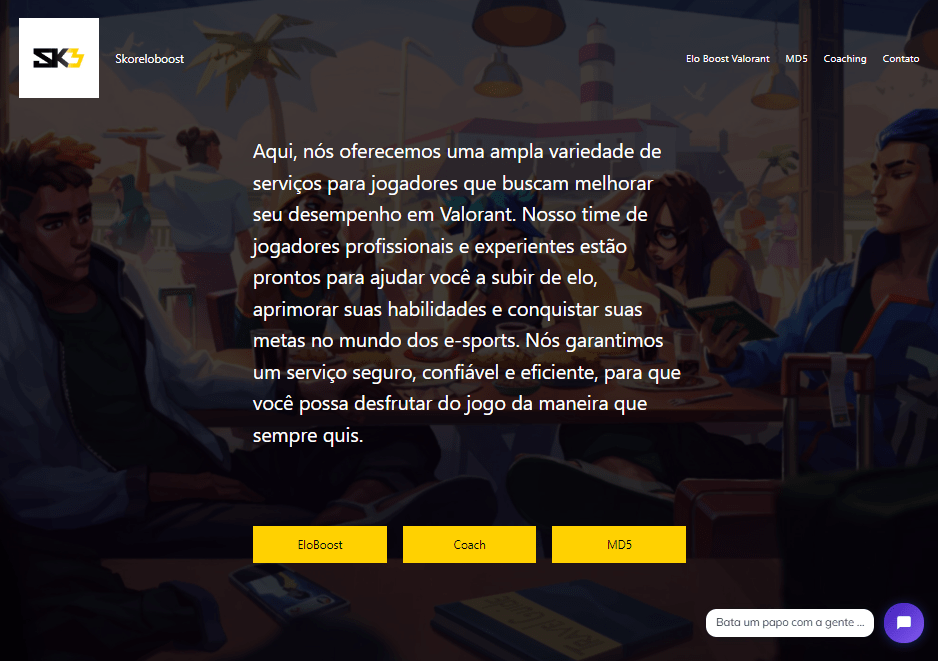 SK3
Skoreloboost
Elo Boost Valorant
MD5
Coaching
Contato
Aqui, nós oferecemos uma ampla variedade de
serviços para jogadores que buscam melhorar
seu desempenho em Valorant. Nosso time de
jogadores profissionais e experientes estão
prontos para ajudar você a subir de elo,
aprimorar suas habilidades e conquistar suas
metas no mundo dos e-sports. Nós garantimos
um serviço seguro, confiável e eficiente, para que
você possa desfrutar do jogo da maneira que
sempre quis.
EloBoost
Coach
MD5
Bata um papo com a gente ...